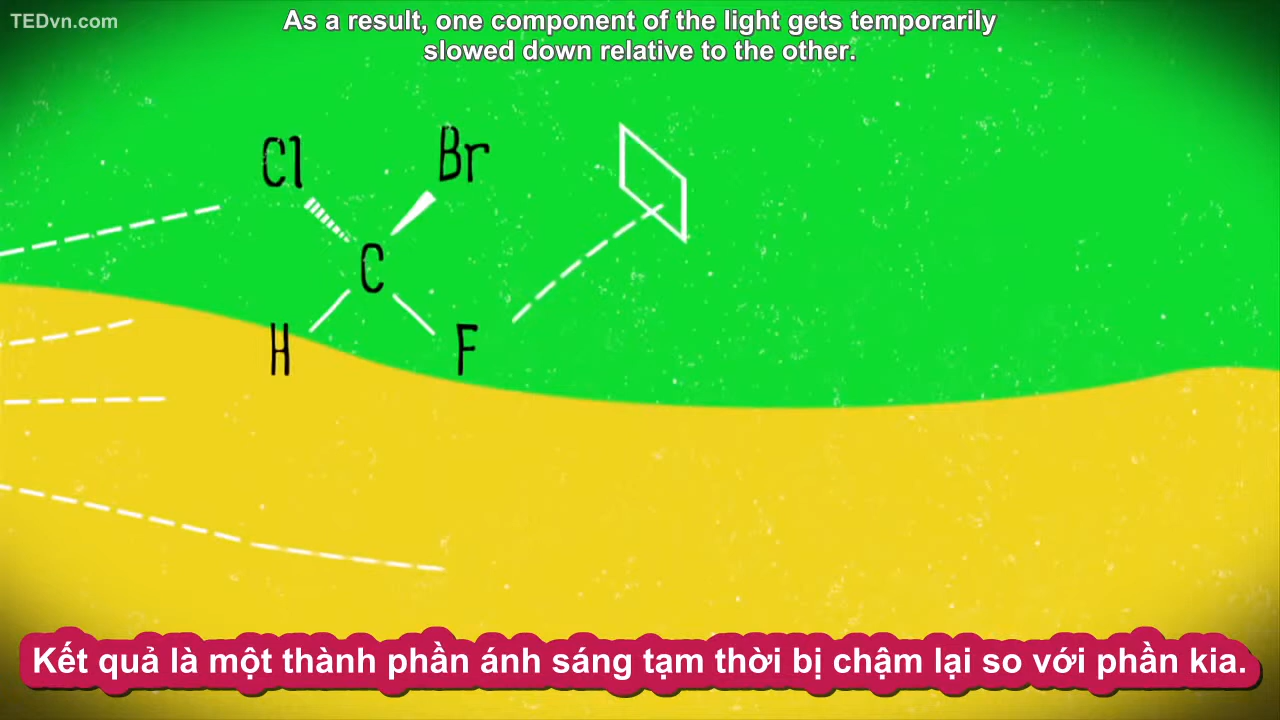 TEDvn.com
As a result, one component of the light gets temporarily
slowed down relative to the other.
Cl
Br
C
H
F
Kết quả là một thành phần ánh sáng tạm thời bị chậm lại so với phần kia.